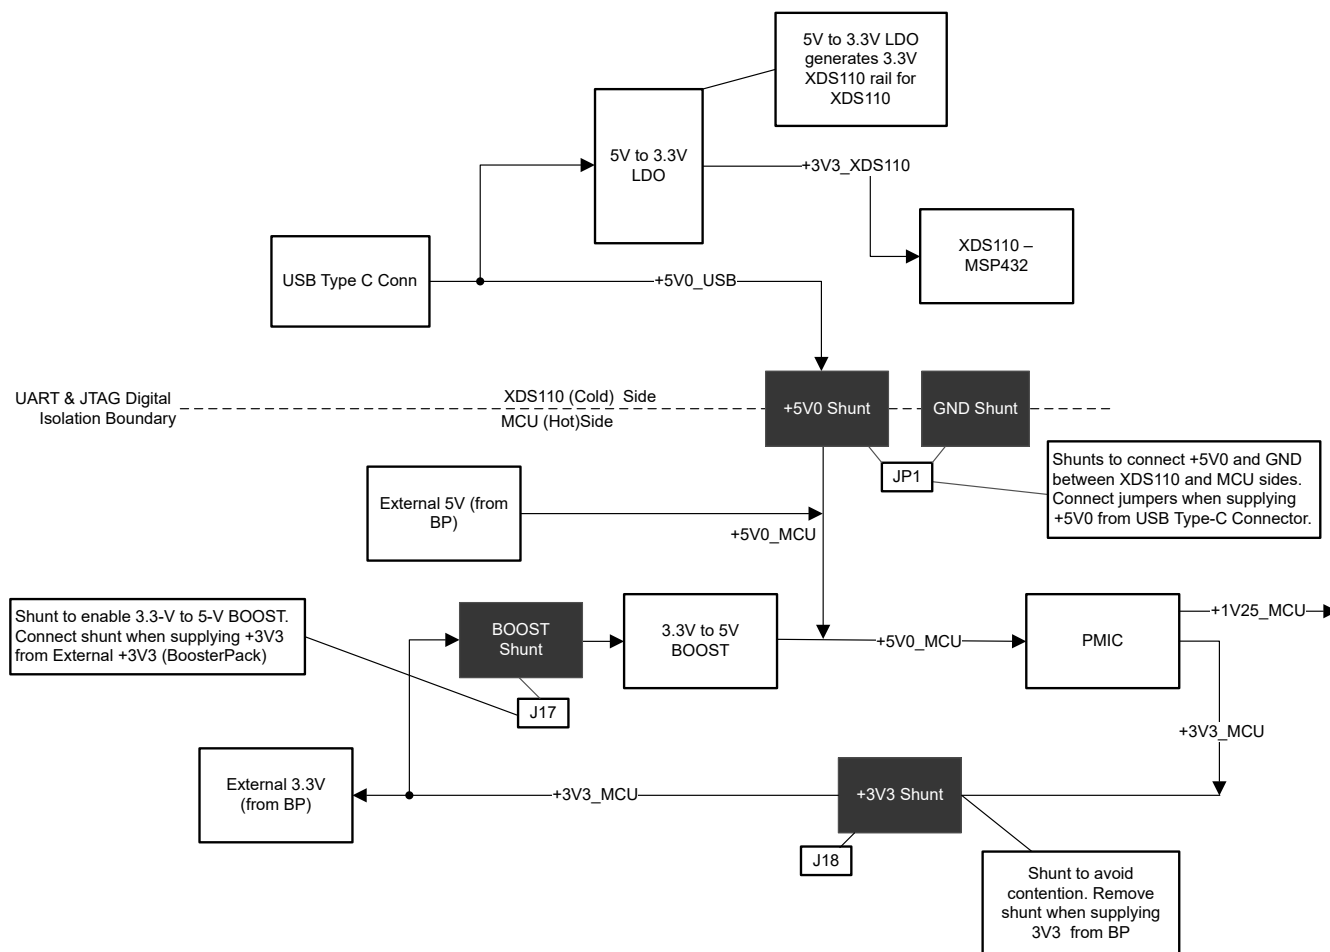 5V to 3.3V LDO
generates 3.3V
XDS110 rail for
XDS110
5V to 3.3V
LDO
+3V3_XDS110
XDS110 –
MSP432
USB Type C Conn
+5V0_USB
UART & JTAG Digital
Isolation Boundary
XDS110 (Cold)  Side
MCU (Hot)Side
+5V0 Shunt
GND Shunt
JP1
Shunts to connect +5V0 and GND
between XDS110 and MCU sides.
Connect jumpers when supplying
+5V0 from USB Type-C Connector.
External 5V (from
BP)
+5V0_MCU
Shunt to enable 3.3-V to 5-V BOOST.
Connect shunt when supplying +3V3
from External +3V3 (BoosterPack)
BOOST
Shunt
J17
3.3V to 5V
BOOST
+5V0_MCU
PMIC
+1V25_MCU
+3V3_MCU
External 3.3V
(from BP)
+3V3_MCU
+3V3 Shunt
J18
Shunt to avoid
contention. Remove
shunt when supplying
3V3  from BP